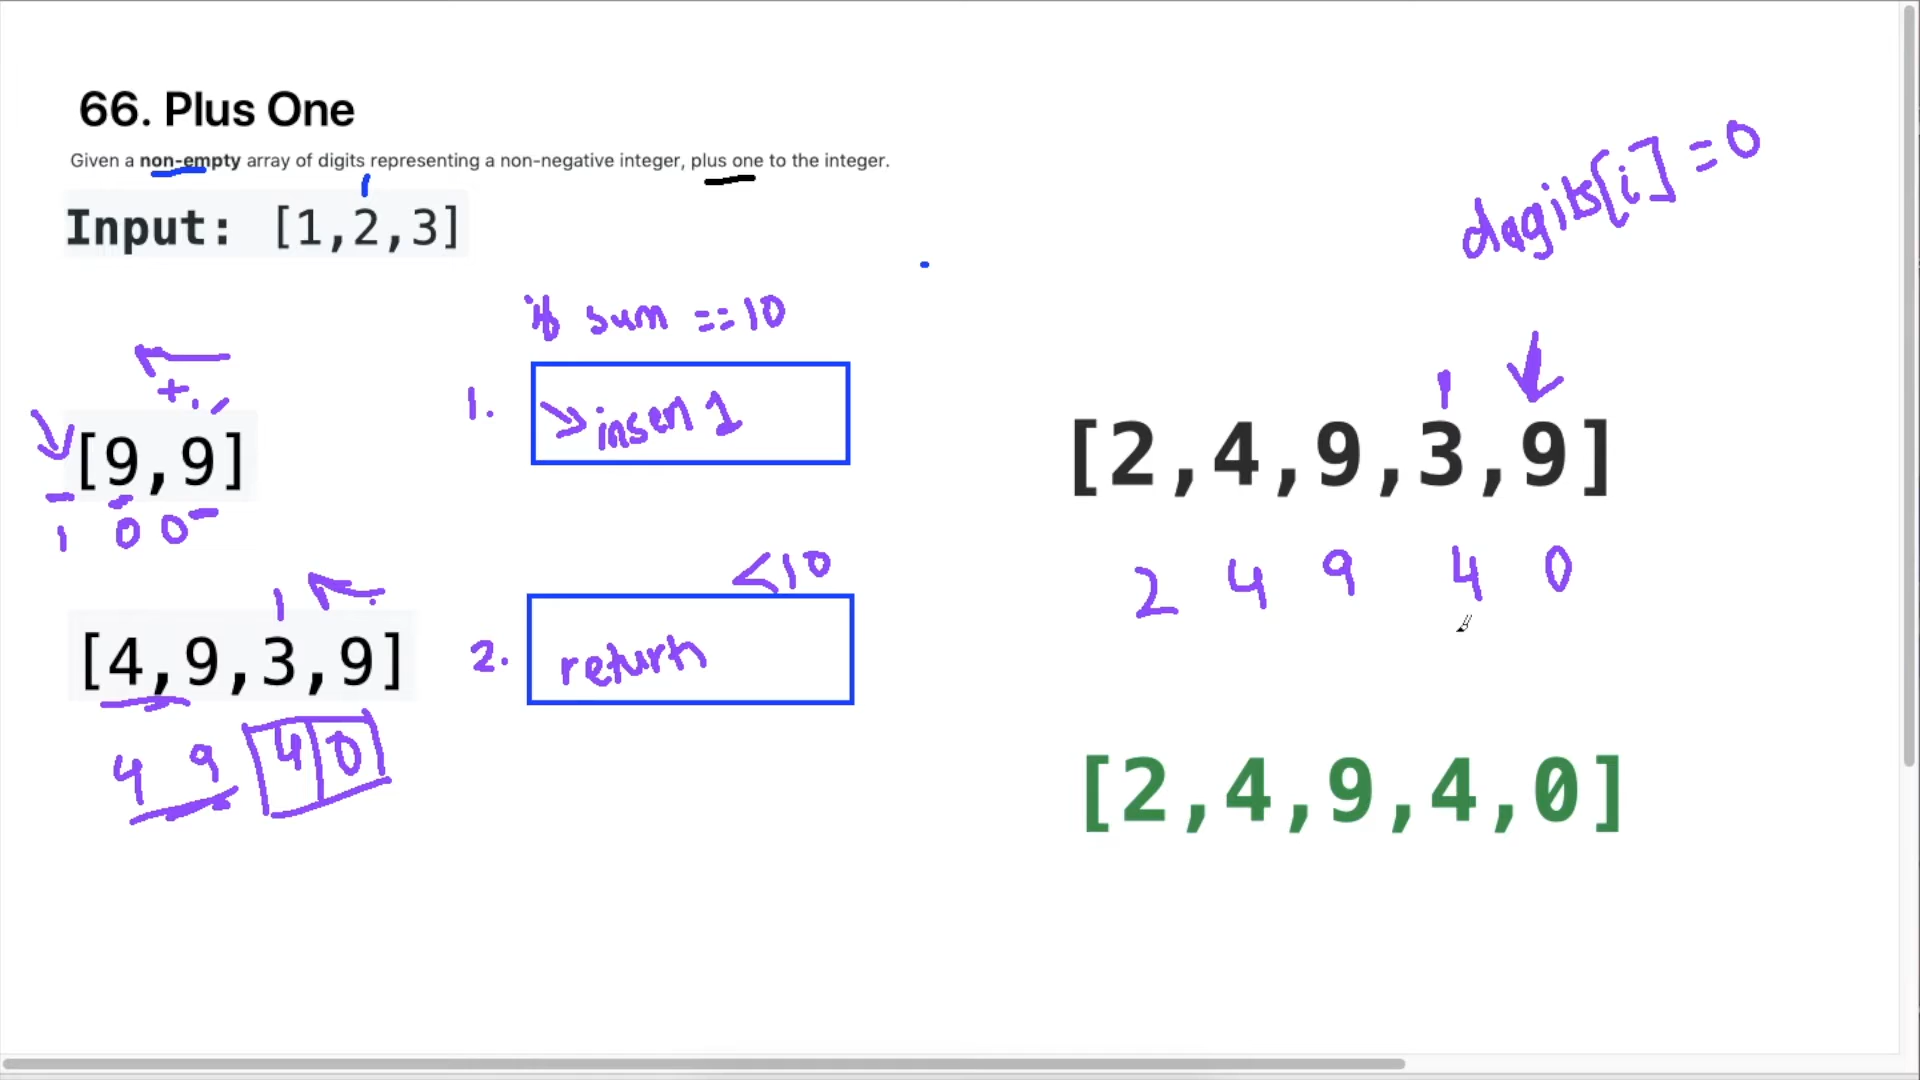 66. Plus One
Given a non-empty array of digits representing a non-negative integer, plus one to the integer.
Input: [1,2,3]
digits[i] = 0
if sum == 10
+1
[9,9]
1 0 0
1. insert 1
1
[4,9,3,9]
4 9 4 0
<10
2. return
1
[2,4,9,3,9]
2 4 9 4 0
[2,4,9,4,0]